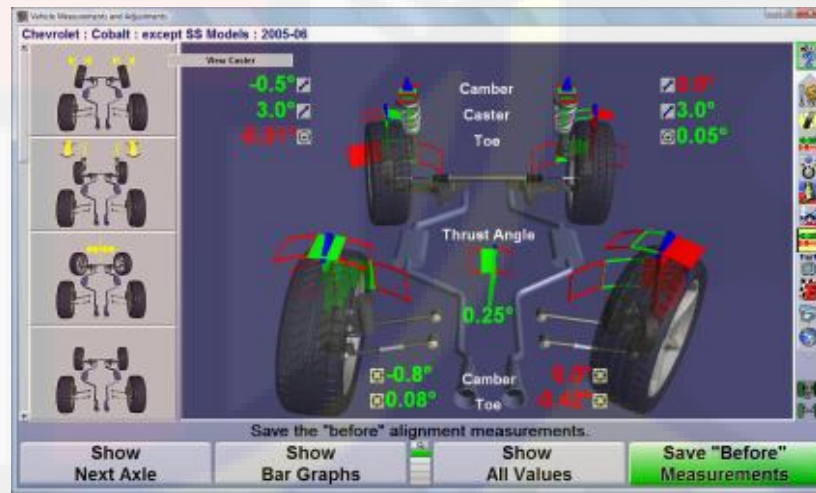 Vehicle Measurements and Adjustments
Chevrolet : Cobalt : except SS Models : 2005-06
View Caster
-0.5°
Camber
3.0°
Caster
3.0°
Toe
0.05°
Thrust Angle
0.25°
-0.8°
Camber
0.08°
Toe
Save the "before" alignment measurements.
Show
Next Axle
Show
Bar Graphs
Show
All Values
Save "Before"
Measurements